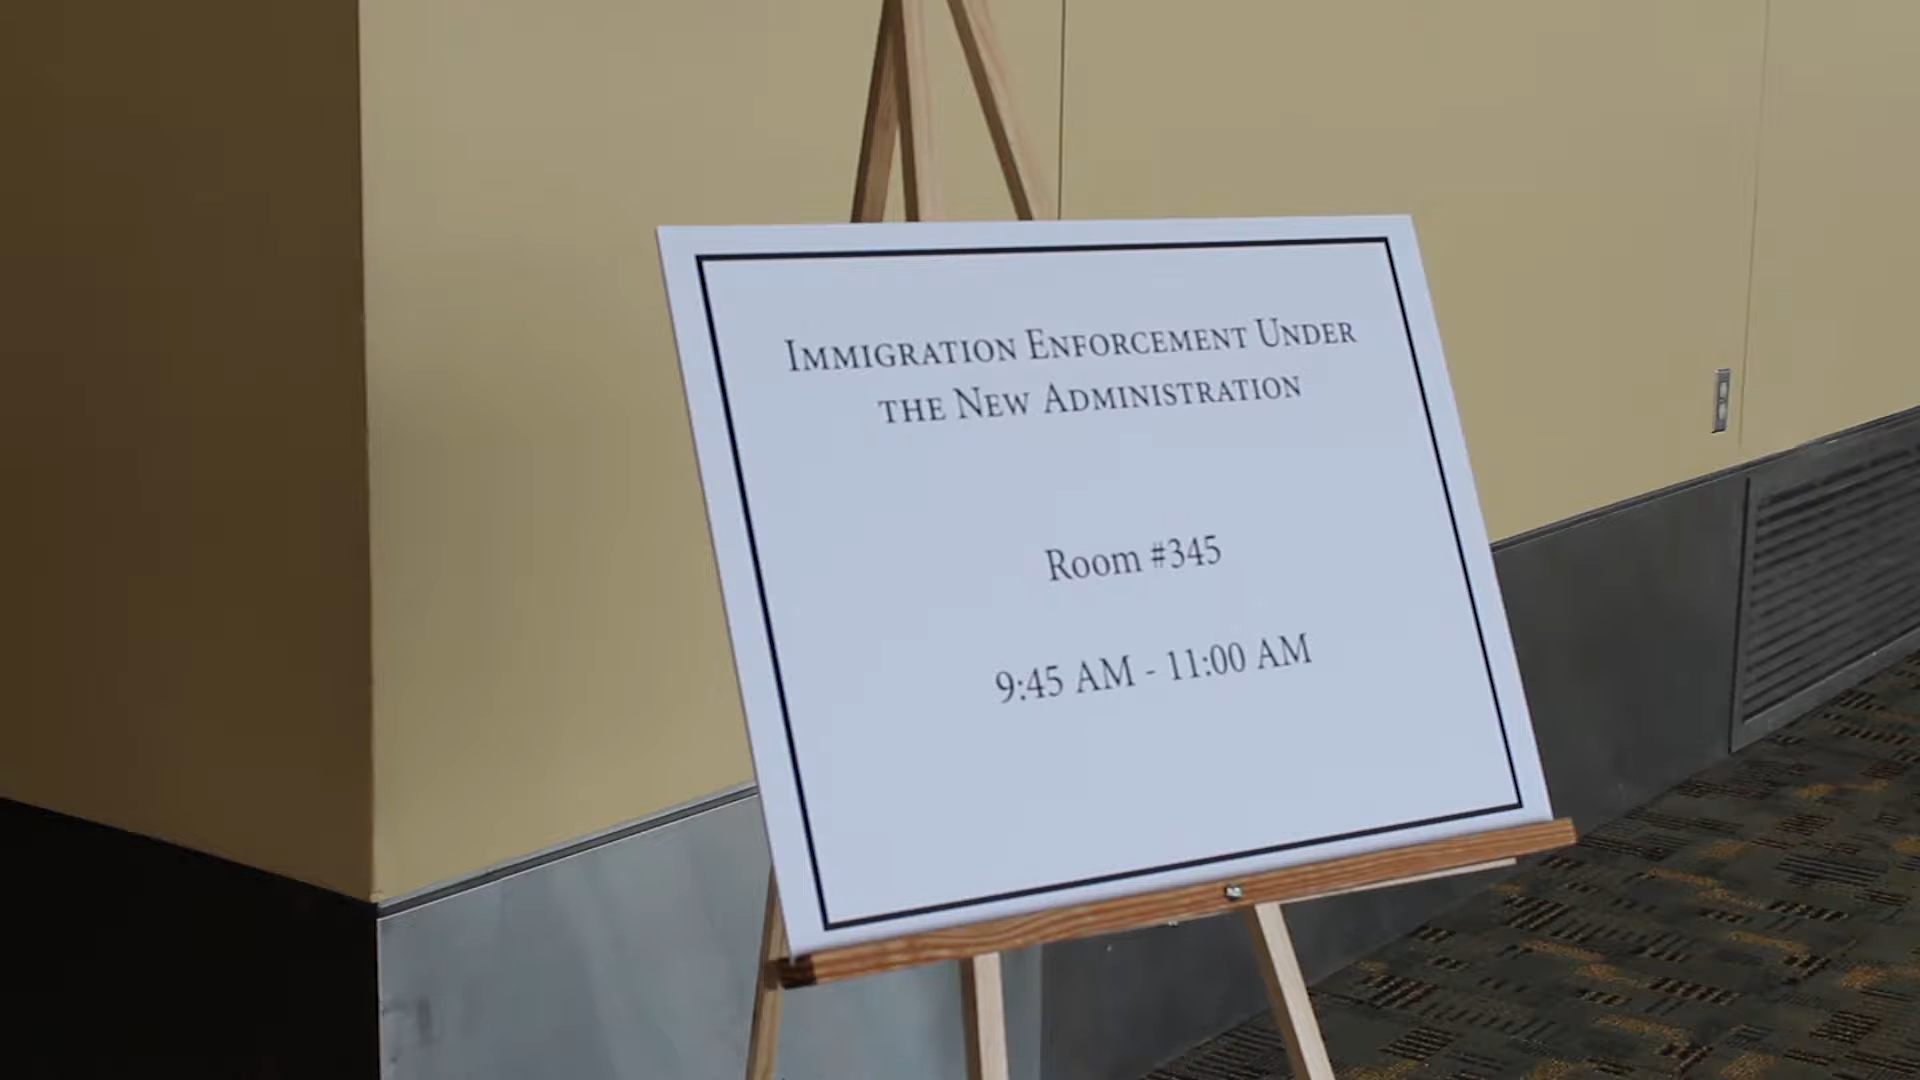 Immigration Enforcement Under
the New Administration
Room #345
9:45 AM - 11:00 AM